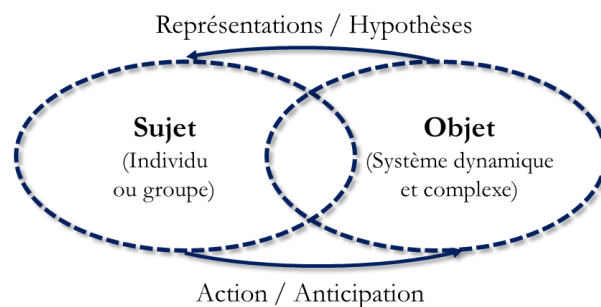 Représentations / Hypothèses
Sujet
(Individu
ou groupe)
Objet
(Système dynamique
et complexe)
Action / Anticipation